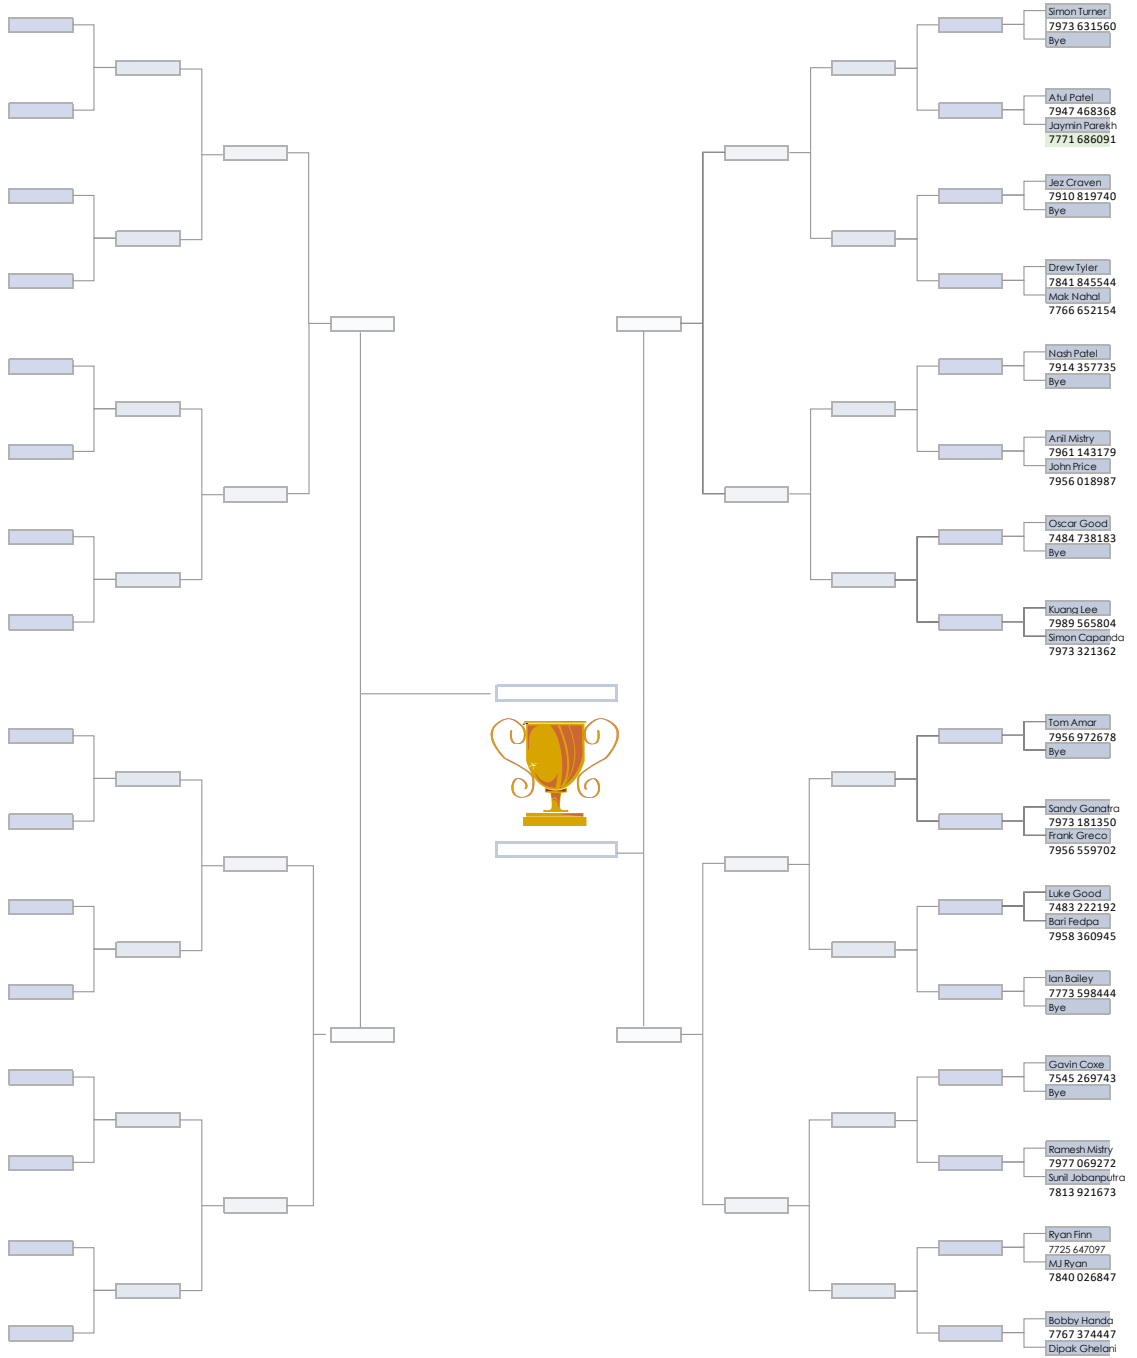 Simon Turner
7973 631560
Bye
Atul Patel
7947 468368
Jaymin Parekh
7771 686091
Jez Craven
7910 819740
Bye
Drew Tyler
7841 845544
Mak Nahal
7766 652154
Nash Patel
7914 357735
Bye
Anil Mistry
7961 143179
John Price
7956 018987
Oscar Good
7484 738183
Bye
Kuang Lee
7989 565804
Simon Capanda
7973 321362
Tom Amar
7956 972678
Bye
Sandy Ganatra
7973 181350
Frank Greco
7956 559702
Luke Good
7483 222192
Bari Fedpa
7958 360945
Ian Bailey
7773 598444
Bye
Gavin Coxe
7545 269743
Bye
Ramesh Mistry
7977 069272
Sunil Jobanputra
7813 921673
Ryan Finn
7725 647097
MJ Ryan
7840 026847
Bobby Handa
7767 374447
Dipak Ghelani